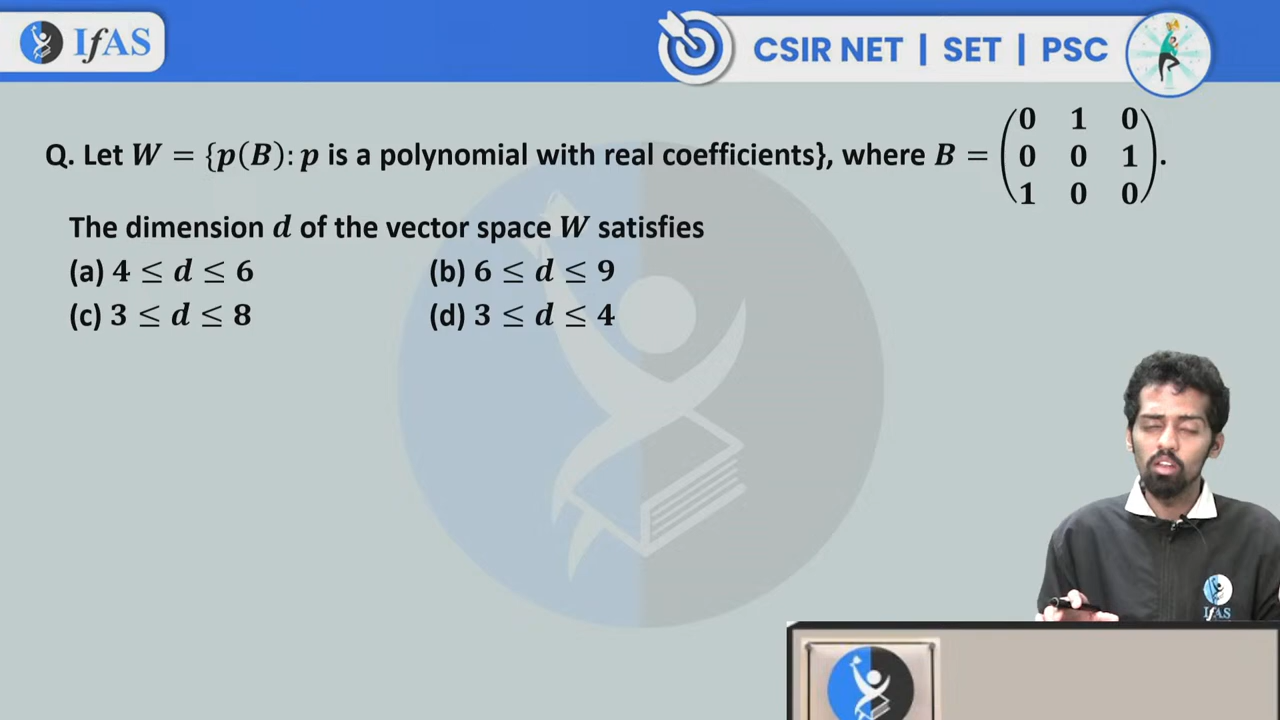 IfAS
CSIR NET | SET | PSC
Q. Let W = {p(B): p is a polynomial with real coefficients}, where B = (0 1 0
0 0 1
1 0 0).
The dimension d of the vector space W satisfies
(a) 4 ≤ d ≤ 6 (b) 6 ≤ d ≤ 9
(c) 3 ≤ d ≤ 8 (d) 3 ≤ d ≤ 4
IfAS